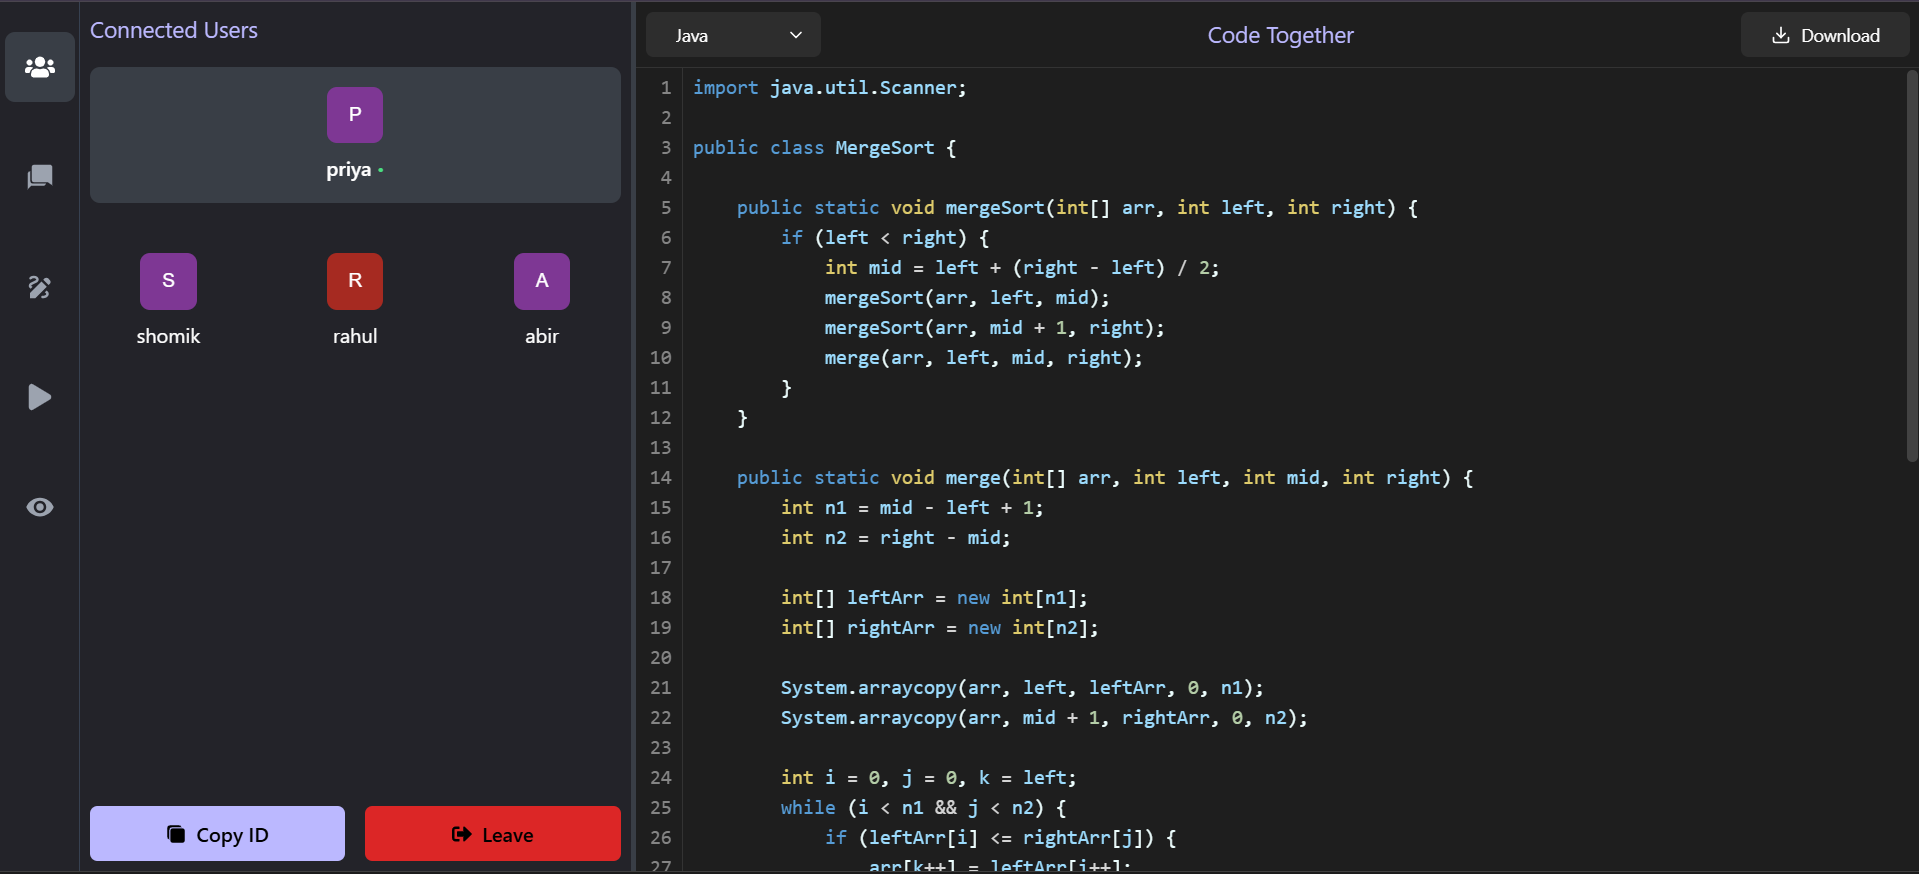 Connected Users
P
priya
S
R
A
shomik
rahul
abir
Copy ID
Leave
Java
Code Together
Download
1 import java.util.Scanner;
2
3 public class MergeSort {
4
5     public static void mergeSort(int[] arr, int left, int right) {
6         if (left < right) {
7             int mid = left + (right - left) / 2;
8             mergeSort(arr, left, mid);
9             mergeSort(arr, mid + 1, right);
10             merge(arr, left, mid, right);
11         }
12     }
13
14     public static void merge(int[] arr, int left, int mid, int right) {
15         int n1 = mid - left + 1;
16         int n2 = right - mid;
17
18         int[] leftArr = new int[n1];
19         int[] rightArr = new int[n2];
20
21         System.arraycopy(arr, left, leftArr, 0, n1);
22         System.arraycopy(arr, mid + 1, rightArr, 0, n2);
23
24         int i = 0, j = 0, k = left;
25         while (i < n1 && j < n2) {
26             if (leftArr[i] <= rightArr[j]) {
27                 arr[k++] = leftArr[i++];